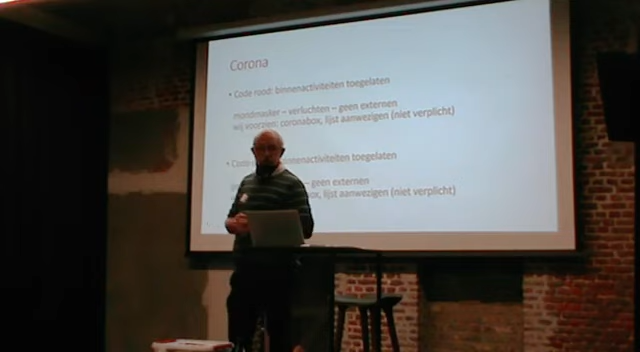 Corona
• Code rood: binnenactiviteiten toegelaten
mondmasker – verluchten – geen externen
wij voorzien: coronabox, lijst aanwezigen (niet verplicht)
• Code binnenactiviteiten toegelaten
– geen externen
lijst aanwezigen (niet verplicht)